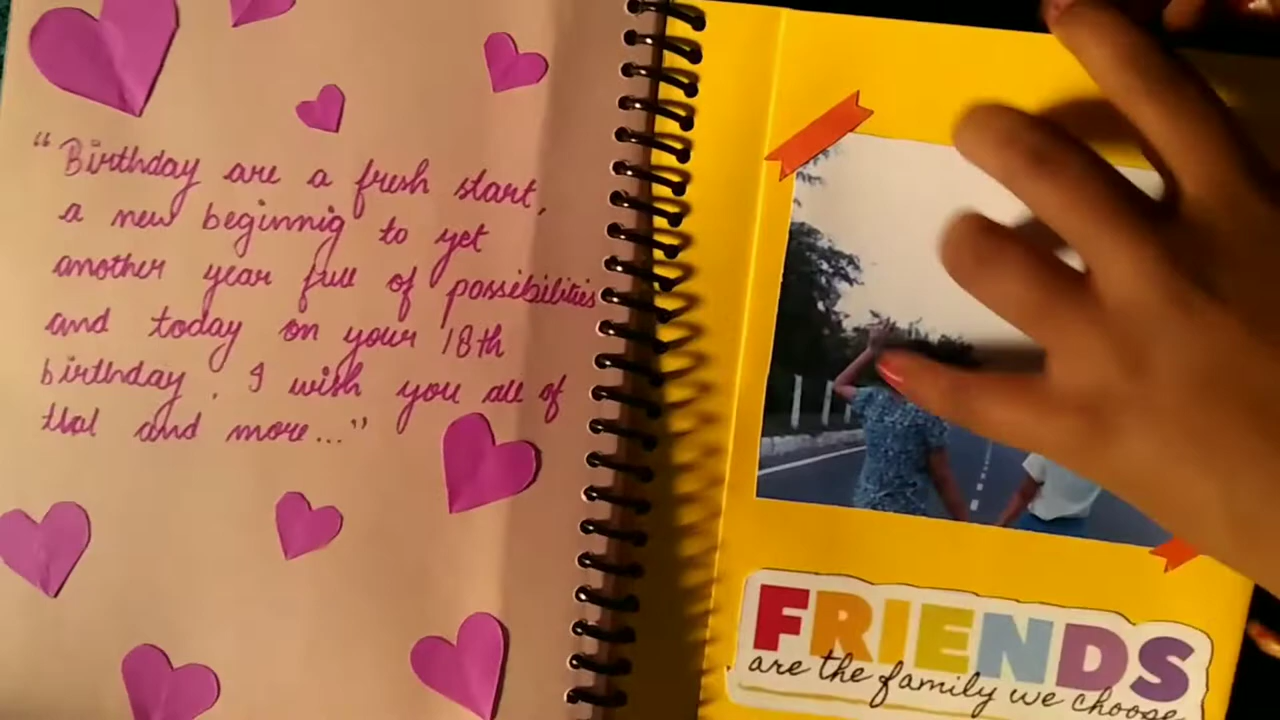 "Birthday are a fresh start,
a new beginnig to yet
another year full of possibilities
and today on your 18th
birthday, I wish you all of
that and more..."
FRIENDS
are the family we choose